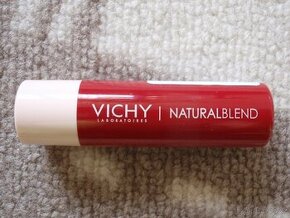 VICHY | NATURALBLEND
LABORATOIRES